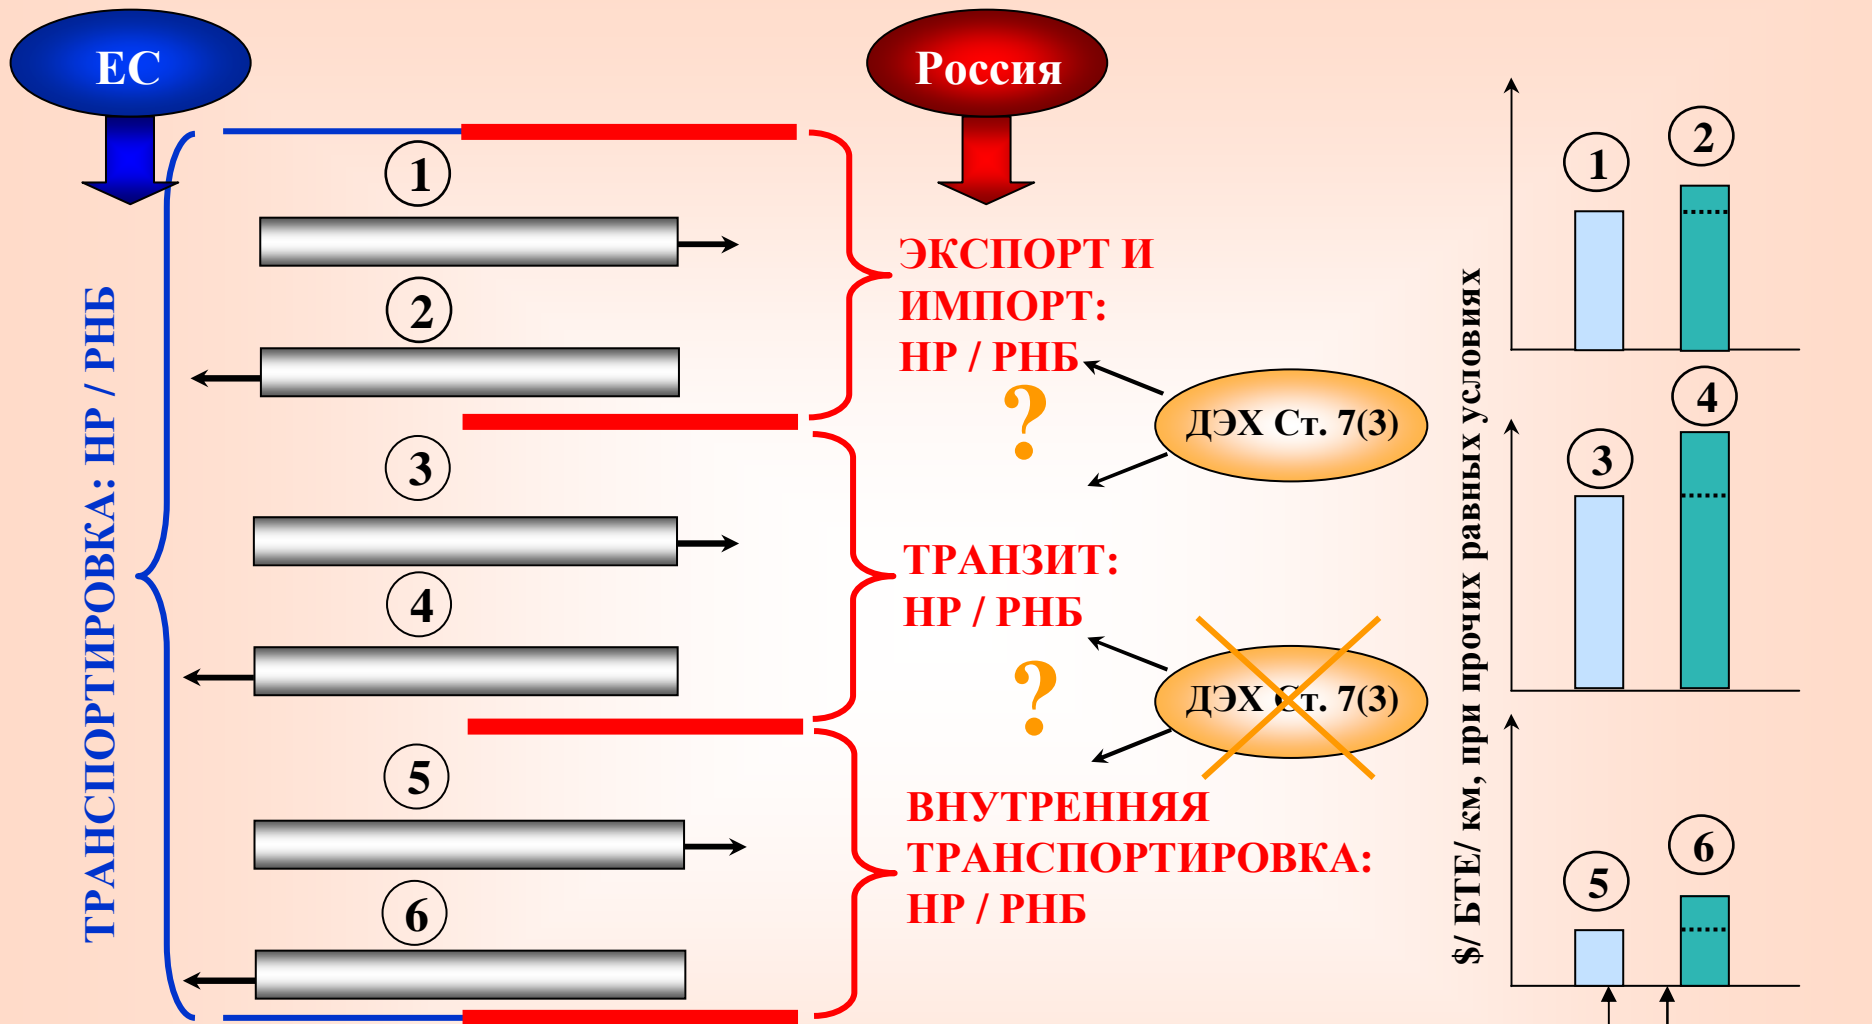 ЕС
Россия
ТРАНСПОРТИРОВКА: НР / РНБ
1
2
3
4
5
6
ЭКСПОРТ И
ИМПОРТ:
НР / РНБ
?
ДЭХ Ст. 7(3)
ТРАНЗИТ:
НР / РНБ
?
ДЭХ Ст. 7(3)
ВНУТРЕННЯЯ
ТРАНСПОРТИРОВКА:
НР / РНБ
$/ БТЕ/ км, при прочих равных условиях
1
2
3
4
5
6